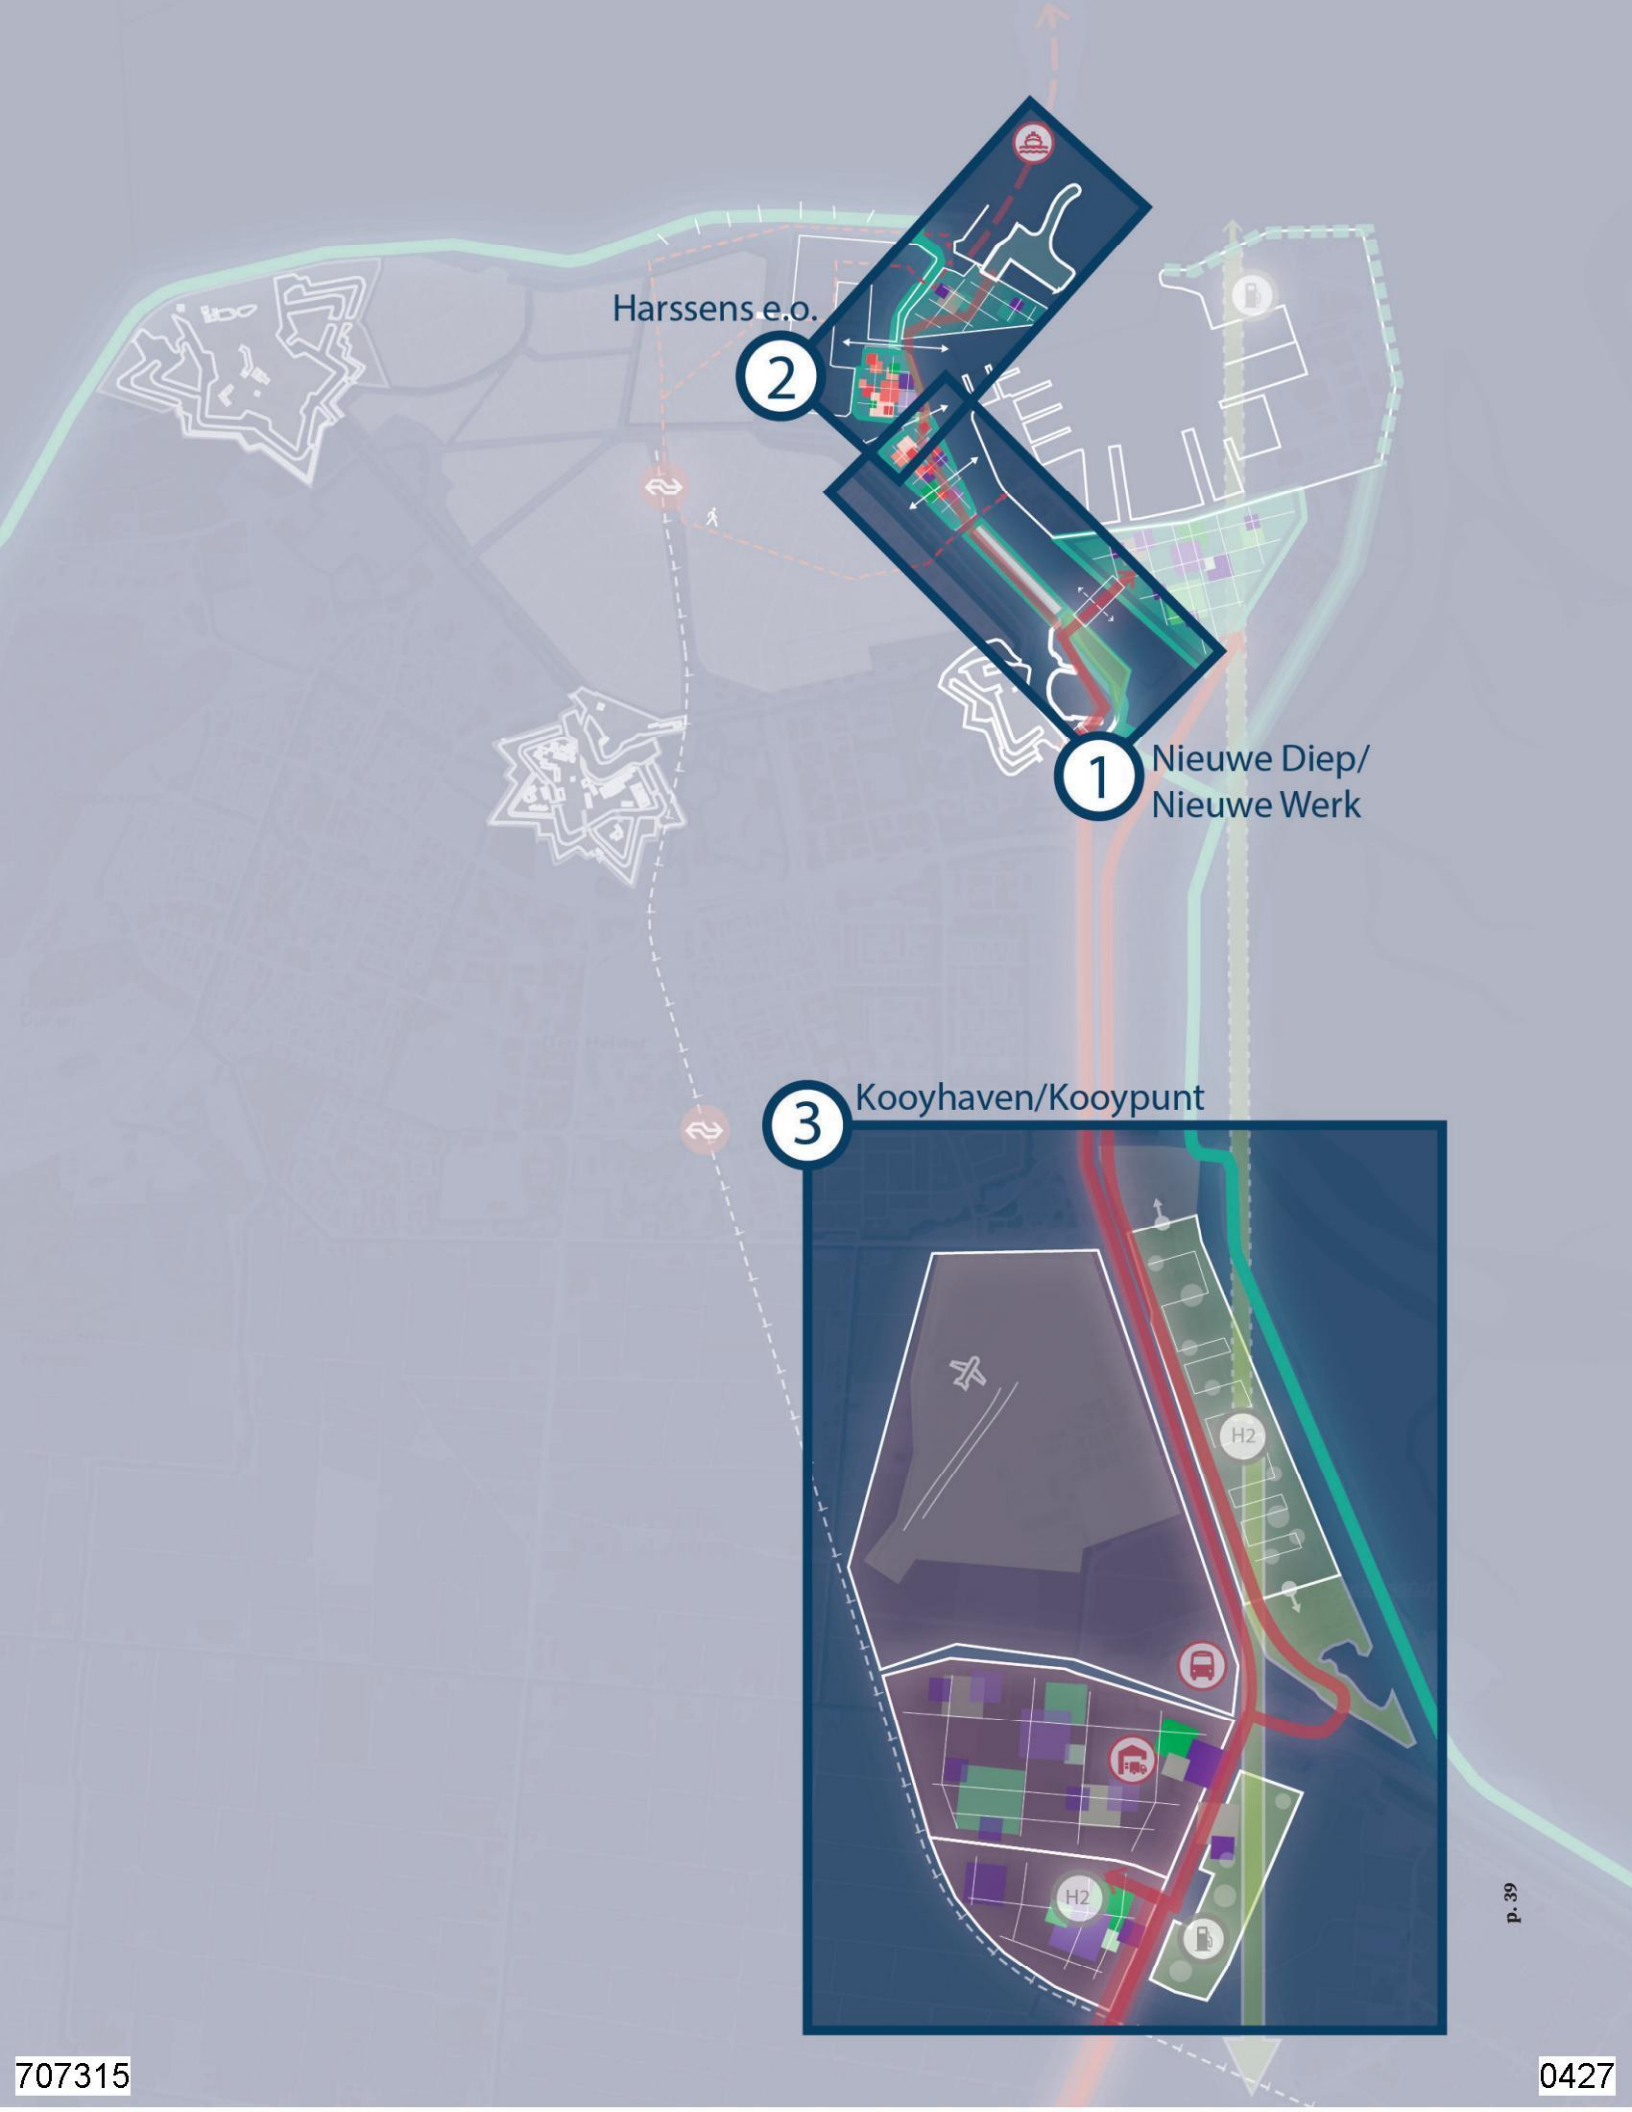 Harssens e.o.
2
1
Nieuwe Diep/
Nieuwe Werk
3
Kooyhaven/Kooypunt
H2
H2
p. 39
707315
0427